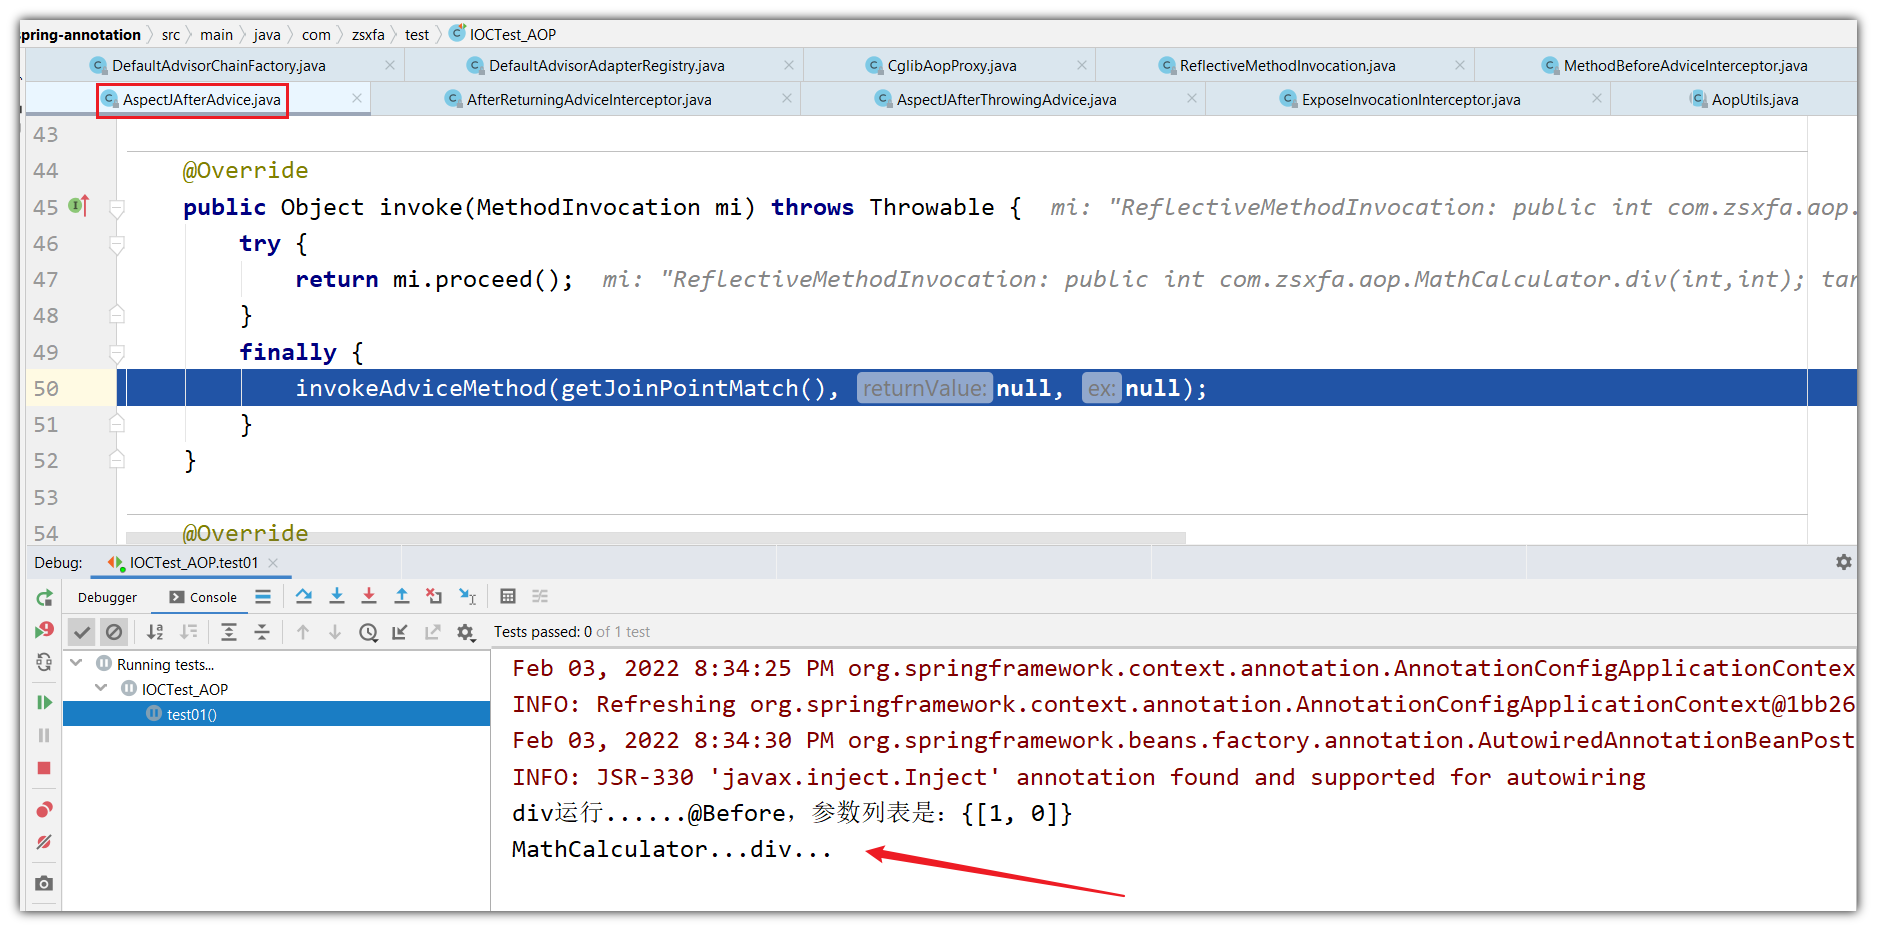 spring-annotation src main java com zsxfa test IOCTest_AOP
DefaultAdvisorChainFactory.java DefaultAdvisorAdapterRegistry.java CglibAopProxy.java ReflectiveMethodInvocation.java MethodBeforeAdviceInterceptor.java
AspectJAfterAdvice.java AfterReturningAdviceInterceptor.java AspectJAfterThrowingAdvice.java ExposeInvocationInterceptor.java AopUtils.java
43
44 @Override
45 public Object invoke(MethodInvocation mi) throws Throwable { mi: "ReflectiveMethodInvocation: public int com.zsxfa.aop.
46 try {
47 return mi.proceed(); mi: "ReflectiveMethodInvocation: public int com.zsxfa.aop.MathCalculator.div(int,int); tar
48 }
49 finally {
50 invokeAdviceMethod(getJoinPointMatch(), returnValue: null, ex: null);
51 }
52 }
53
54 @Override
Debug: IOCTest_AOP.test01
Debugger Console
Tests passed: 0 of 1 test
Running tests...
IOCTest_AOP
test01()
Feb 03, 2022 8:34:25 PM org.springframework.context.annotation.AnnotationConfigApplicationContex
INFO: Refreshing org.springframework.context.annotation.AnnotationConfigApplicationContext@1bb26
Feb 03, 2022 8:34:30 PM org.springframework.beans.factory.annotation.AutowiredAnnotationBeanPost
INFO: JSR-330 'javax.inject.Inject' annotation found and supported for autowiring
div运行......@Before，参数列表是：{[1, 0]}
MathCalculator...div...